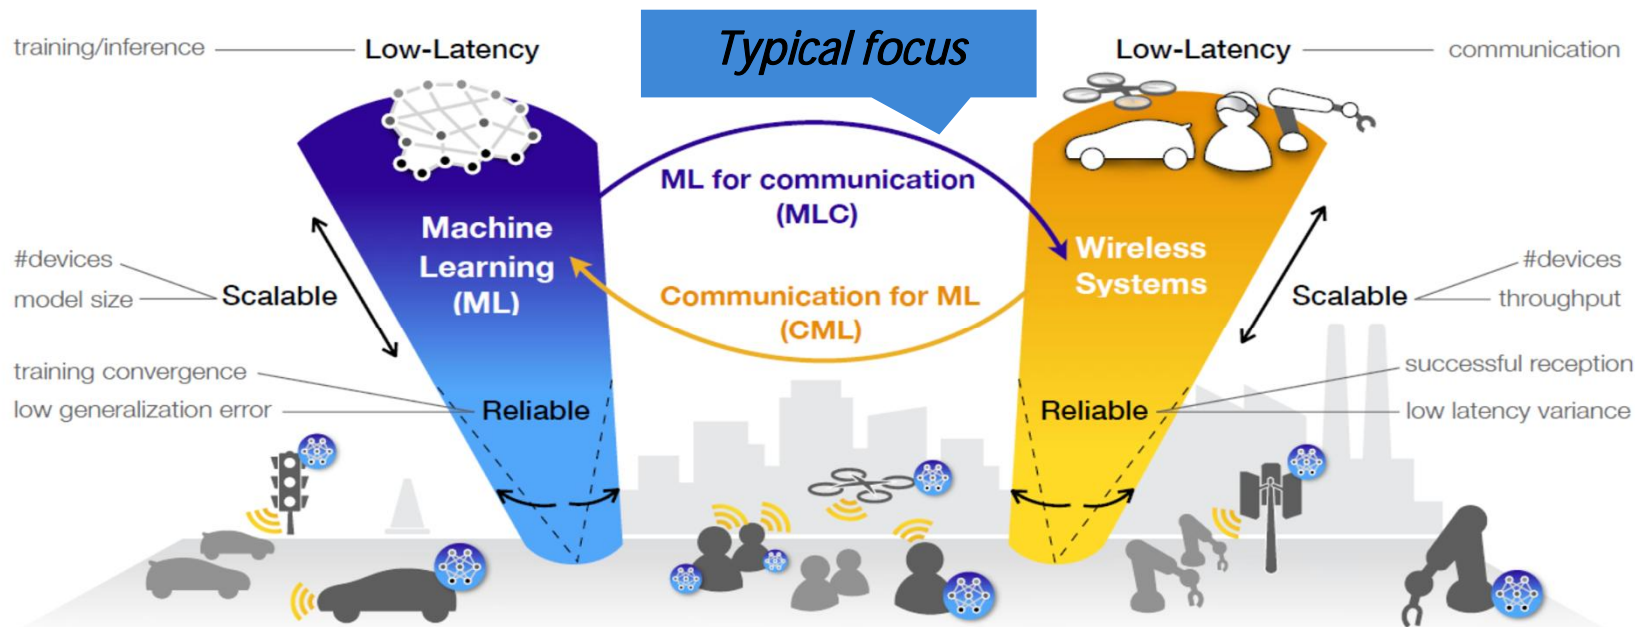 Typical focus
training/inference
Low-Latency
Low-Latency
communication
ML for communication
(MLC)
Machine
Learning
(ML)
Wireless
Systems
#devices
model size
Scalable
Communication for ML
(CML)
Scalable
#devices
throughput
training convergence
low generalization error
Reliable
Reliable
successful reception
low latency variance